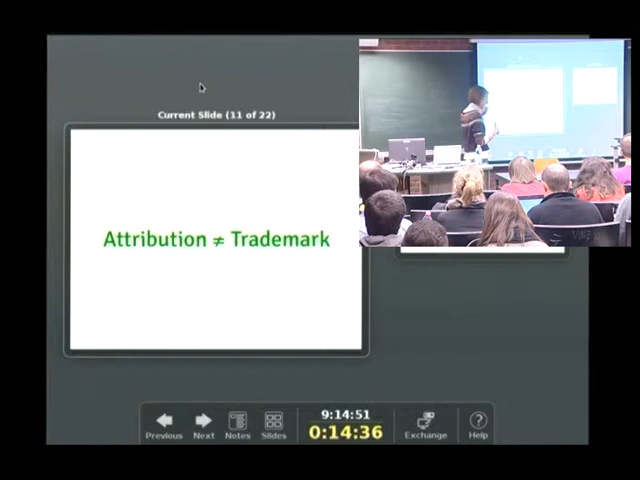 Current Slide (11 of 22)
Attribution ≠ Trademark
9:14:51
0:14:36
Previous
Next
Notes
Slides
Exchange
Help